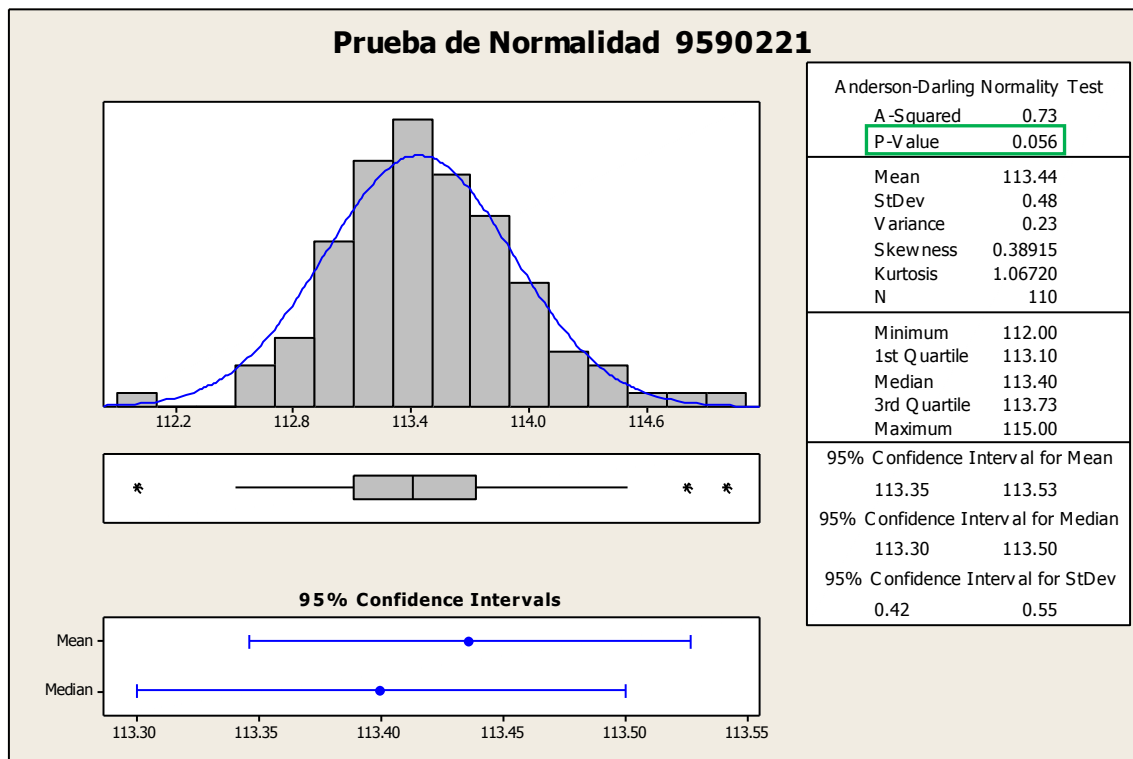 Prueba de Normalidad 9590221
112.2 112.8 113.4 114.0 114.6
95% Confidence Intervals
Mean
Median
113.30 113.35 113.40 113.45 113.50 113.55
Anderson-Darling Normality Test
A-Squared 0.73
P-Value 0.056
Mean 113.44
StDev 0.48
Variance 0.23
Skewness 0.38915
Kurtosis 1.06720
N 110
Minimum 112.00
1st Quartile 113.10
Median 113.40
3rd Quartile 113.73
Maximum 115.00
95% Confidence Interval for Mean
113.35 113.53
95% Confidence Interval for Median
113.30 113.50
95% Confidence Interval for StDev
0.42 0.55